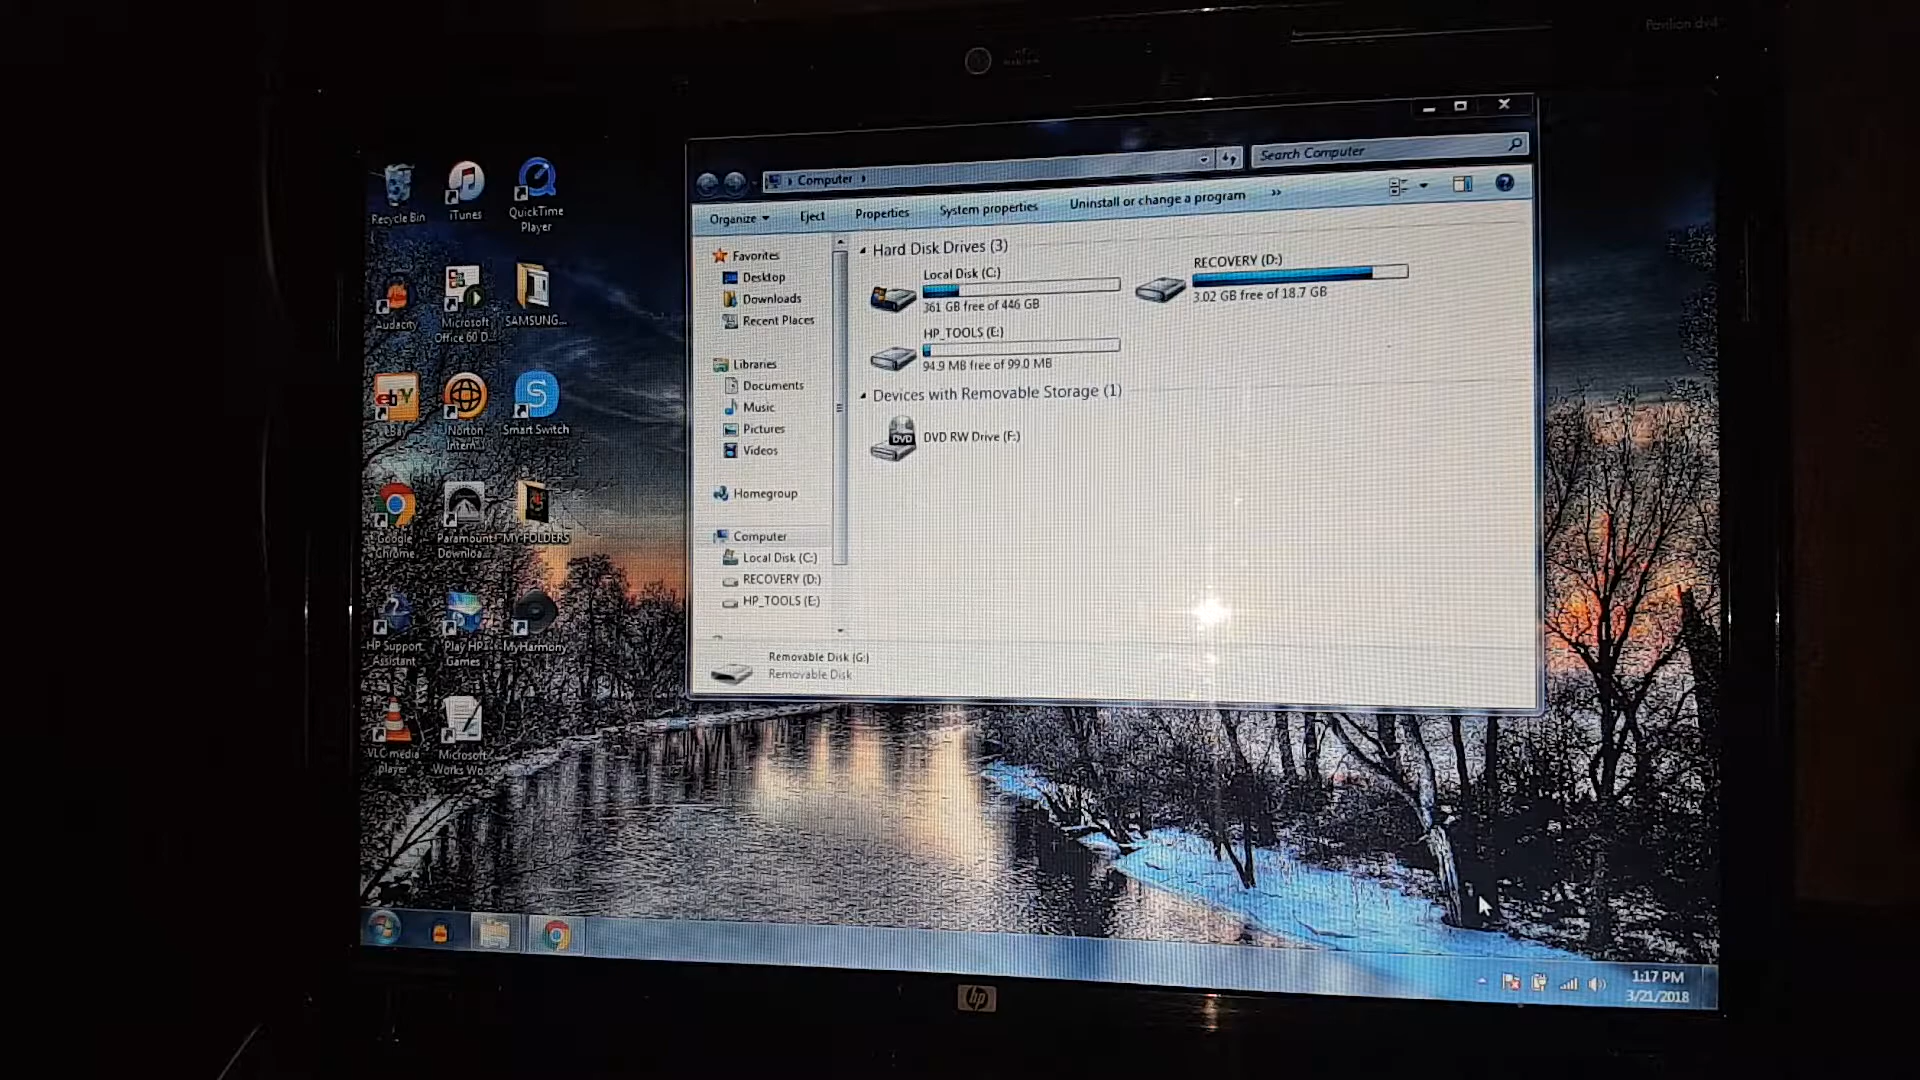 Pavilion dv4
Recycle Bin
iTunes
QuickTime
Player
Audacity
Microsoft
Office 60 D...
SAMSUNG...
eBay
Norton
Intern...
Smart Switch
Google
Chrome
Paramount
Downloa...
MY FOLDERS
HP Support
Assistant
Play HP
Games
MyHarmony
VLC media
player
Microsoft
Works Wo...
Computer
Search Computer
Organize
Eject
Properties
System properties
Uninstall or change a program
»
Favorites
Desktop
Downloads
Recent Places
Libraries
Documents
Music
Pictures
Videos
Homegroup
Computer
Local Disk (C:)
RECOVERY (D:)
HP_TOOLS (E:)
Hard Disk Drives (3)
Local Disk (C:)
361 GB free of 446 GB
RECOVERY (D:)
3.02 GB free of 18.7 GB
HP_TOOLS (E:)
94.9 MB free of 99.0 MB
Devices with Removable Storage (1)
DVD
DVD RW Drive (F:)
Removable Disk (G:)
Removable Disk
1:17 PM
3/21/2018
hp